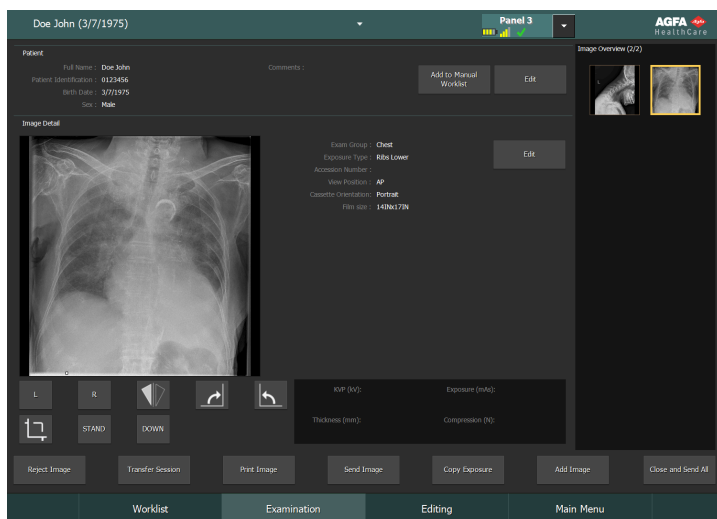 Doe John (3/7/1975)
Panel 3
AGFA
HealthCare
Patient
Full Name : Doe John
Patient Identification : 0123456
Birth Date : 3/7/1975
Sex : Male
Comments :
Add to Manual
Worklist
Edit
Image Overview (2/2)
Image Detail
Exam Group : Chest
Exposure Type : Ribs Lower
Accession Number :
View Position : AP
Cassette Orientation: Portrait
Film size : 14INx17IN
Edit
L
R
STAND
DOWN
KVP (kV):
Exposure (mAs):
Thickness (mm):
Compression (N):
Reject Image
Transfer Session
Print Image
Send Image
Copy Exposure
Add Image
Close and Send All
Worklist
Examination
Editing
Main Menu